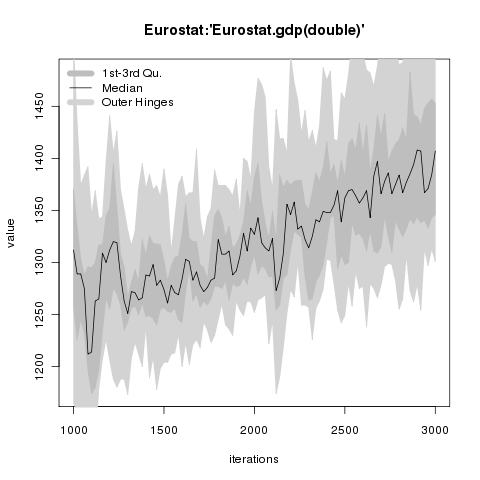 Eurostat:'Eurostat.gdp(double)'
1st-3rd Qu.
Median
Outer Hinges
value
1450
1400
1350
1300
1250
1200
1000 1500 2000 2500 3000
iterations